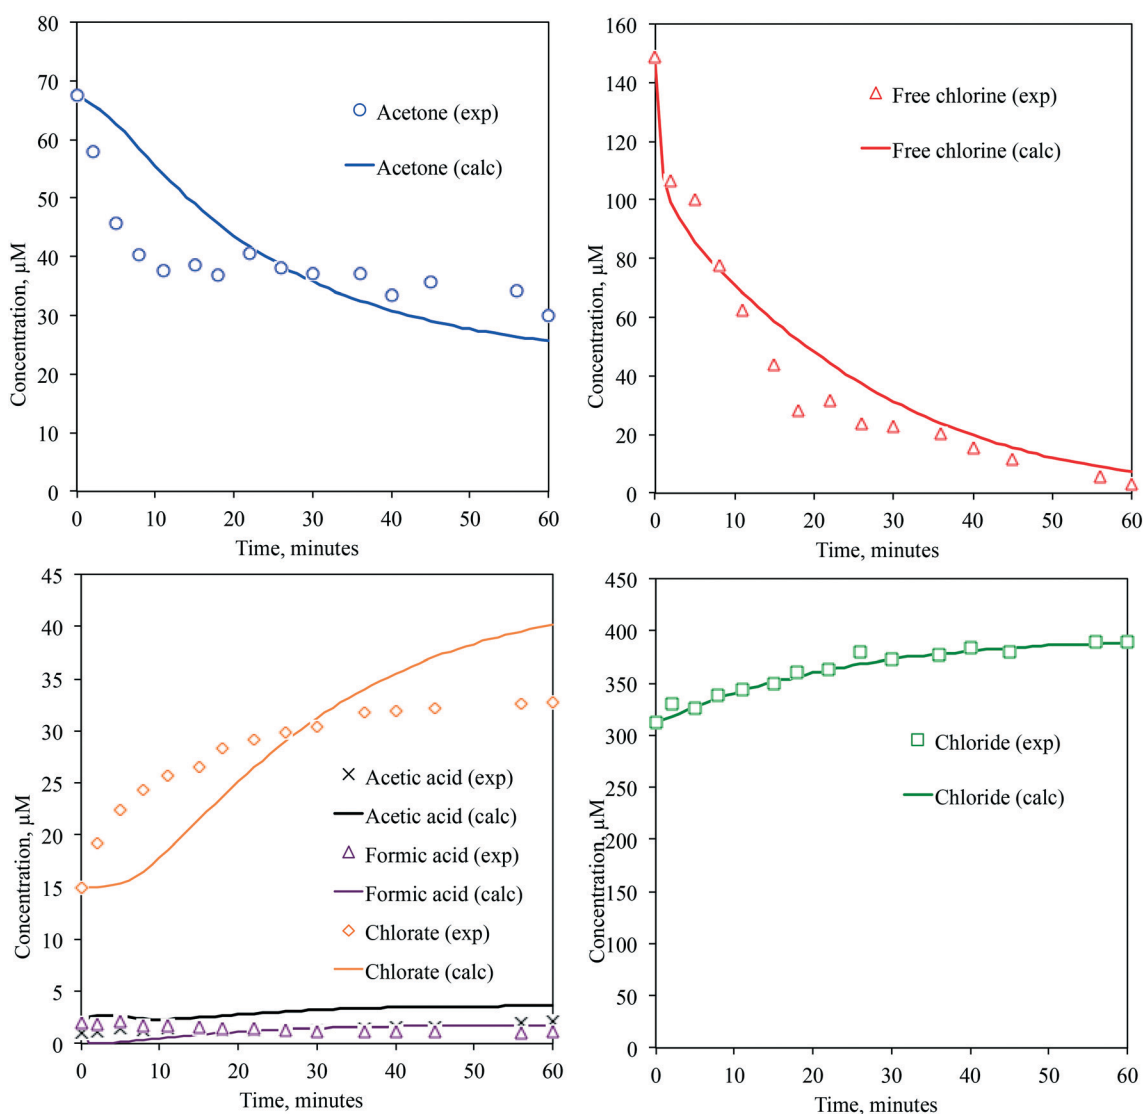 80
70
60
50
40
30
20
10
0
Concentration, µM
Acetone (exp)
Acetone (calc)
0 10 20 30 40 50 60
Time, minutes
160
140
120
100
80
60
40
20
0
Concentration, µM
Free chlorine (exp)
Free chlorine (calc)
0 10 20 30 40 50 60
Time, minutes
45
40
35
30
25
20
15
10
5
0
Concentration, µM
Acetic acid (exp)
Acetic acid (calc)
Formic acid (exp)
Formic acid (calc)
Chlorate (exp)
Chlorate (calc)
0 10 20 30 40 50 60
Time, minutes
450
400
350
300
250
200
150
100
50
0
Concentration, µM
Chloride (exp)
Chloride (calc)
0 10 20 30 40 50 60
Time, minutes